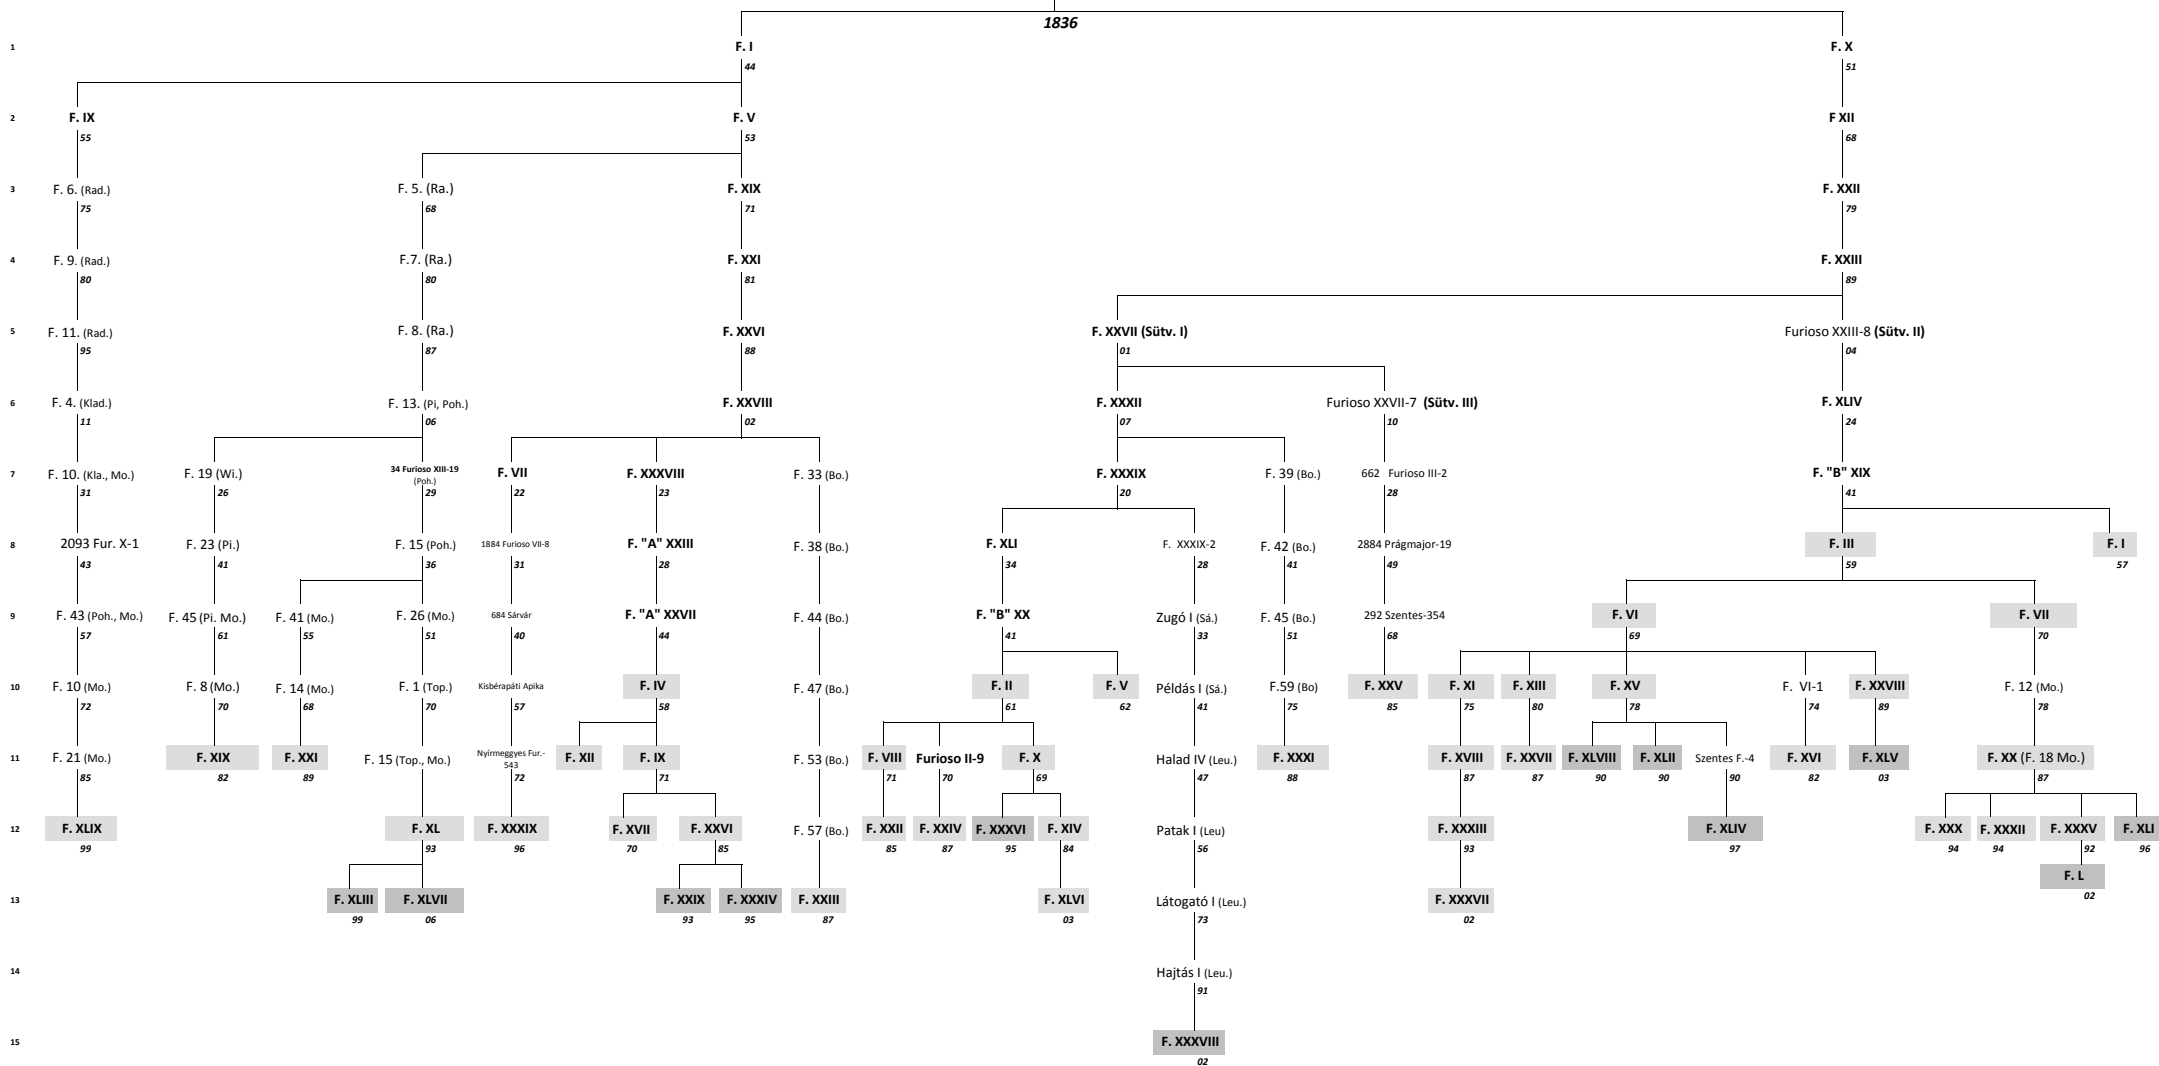 1836
1 F. I F. X
44 51
2 F. IX F. V F XII
55 53 68
3 F. 6. (Rad.) F. 5. (Ra.) F. XIX F. XXII
75 68 71 79
4 F. 9. (Rad.) F.7. (Ra.) F. XXI F. XXIII
80 80 81 89
5 F. 11. (Rad.) F. 8. (Ra.) F. XXVI F. XXVII (Sütv. I) Furioso XXIII-8 (Sütv. II)
95 87 88 01 04
6 F. 4. (Klad.) F. 13. (Pi, Poh.) F. XXVIII F. XXXII Furioso XXVII-7 (Sütv. III) F. XLIV
11 06 02 07 10 24
7 F. 10. (Kla., Mo.) F. 19 (Wi.) 34 Furioso XIII-19 F. VII F. XXXVIII F. 33 (Bo.) F. XXXIX F. 39 (Bo.) 662 Furioso III-2 F. "B" XIX
(Poh.)
31 26 29 22 23 20 28 41
8 2093 Fur. X-1 F. 23 (Pi.) F. 15 (Poh.) 1884 Furioso VII-8 F. "A" XXIII F. 38 (Bo.) F. XLI F. XXXIX-2 F. 42 (Bo.) 2884 Prágmajor-19 F. III F. I
43 41 36 31 28 34 28 41 49 59 57
9 F. 43 (Poh., Mo.) F. 45 (Pi. Mo.) F. 41 (Mo.) F. 26 (Mo.) 684 Sárvár F. "A" XXVII F. 44 (Bo.) F. "B" XX Zugó I (Sá.) F. 45 (Bo.) 292 Szentes-354 F. VI F. VII
57 61 55 51 40 44 41 33 51 68 69 70
10 F. 10 (Mo.) F. 8 (Mo.) F. 14 (Mo.) F. 1 (Top.) Kisbérapáti Apika F. IV F. 47 (Bo.) F. II F. V Példás I (Sá.) F.59 (Bo) F. XXV F. XI F. XIII F. XV F. VI-1 F. XXVIII F. 12 (Mo.)
72 70 68 70 57 58 61 62 41 75 85 75 80 78 74 89 78
11 F. 21 (Mo.) F. XIX F. XXI F. 15 (Top., Mo.) Nyírmeggyes Fur.- F. XII F. IX F. 53 (Bo.) F. VIII Furioso II-9 F. X Halad IV (Leu.) F. XXXI F. XVIII F. XXVII F. XLVIII F. XLII Szentes F.-4 F. XVI F. XLV F. XX (F. 18 Mo.)
543
85 82 89 72 71 71 70 69 47 88 87 87 90 90 90 82 03 87
12 F. XLIX F. XL F. XXXIX F. XVII F. XXVI F. 57 (Bo.) F. XXII F. XXIV F. XXXVI F. XIV Patak I (Leu) F. XXXIII F. XLIV F. XXX F. XXXII F. XXXV F. XLI
99 93 96 70 85 85 87 95 84 56 93 97 94 94 92 96
F. L
13 F. XLIII F. XLVII F. XXIX F. XXXIV F. XXIII F. XLVI Látogató I (Leu.) F. XXXVII
02
99 06 93 95 87 03 73 02
14 Hajtás I (Leu.)
91
15 F. XXXVIII
02